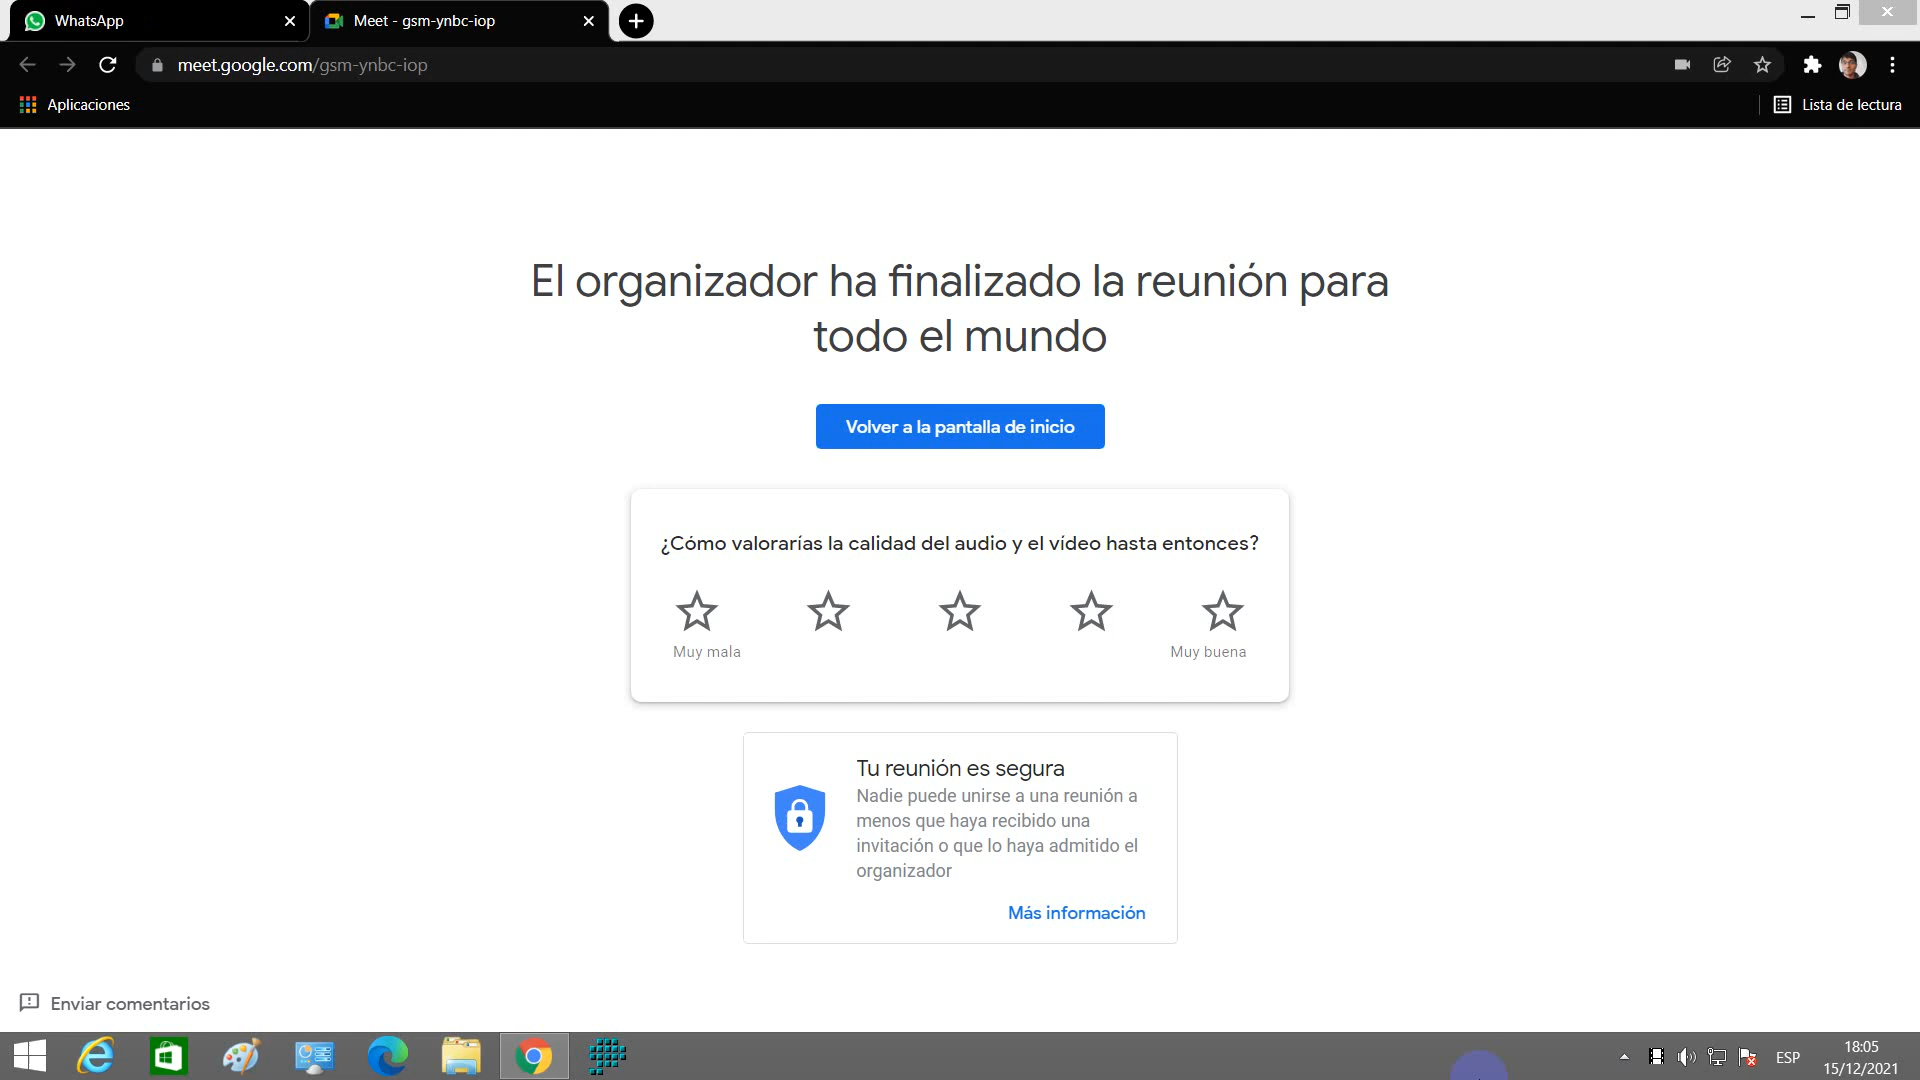 WhatsApp
Meet - gsm-ynbc-iop
meet.google.com/gsm-ynbc-iop
Aplicaciones
Lista de lectura
El organizador ha finalizado la reunión para
todo el mundo
Volver a la pantalla de inicio
¿Cómo valorarías la calidad del audio y el vídeo hasta entonces?
Muy mala
Muy buena
Tu reunión es segura
Nadie puede unirse a una reunión a
menos que haya recibido una
invitación o que lo haya admitido el
organizador
Más información
Enviar comentarios
ESP
18:05
15/12/2021